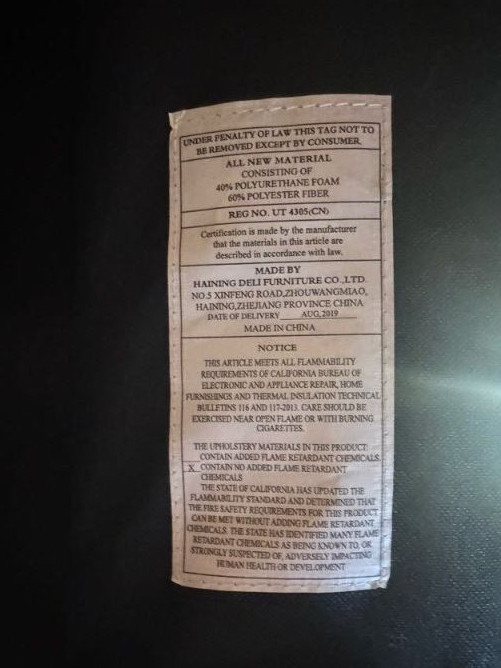 UNDER PENALTY OF LAW THIS TAG NOT TO
BE REMOVED EXCEPT BY CONSUMER.
ALL NEW MATERIAL
CONSISTING OF
40% POLYURETHANE FOAM
60% POLYESTER FIBER
REG NO. UT 4305(CN)
Certification is made by the manufacturer
that the materials in this article are
described in accordance with law.
MADE BY
HAINING DELI FURNITURE CO.,LTD
NO.5 XINFENG ROAD,ZHOUWANGMIAO,
HAINING,ZHEJIANG PROVINCE CHINA
DATE OF DELIVERY AUG,2019
MADE IN CHINA
NOTICE
THIS ARTICLE MEETS ALL FLAMMABILITY
REQUIREMENTS OF CALIFORNIA BUREAU OF
ELECTRONIC AND APPLIANCE REPAIR, HOME
FURNISHINGS AND THERMAL INSULATION TECHNICAL
BULLETINS 116 AND 117-2013. CAKE SHOULD BE
EXERCISED NEAR OPEN FLAME OR WITH BURNING
CIGARETTES.
THE UPHOLSTERY MATERIALS IN THIS PRODUCT:
CONTAIN ADDED FLAME RETARDANT CHEMICALS.
X CONTAIN NO ADDED FLAME RETARDANT
CHEMICALS
THE STATE OF CALIFORNIA HAS UPDATED THE
FLAMMABILITY STANDARD AND DETERMINED THAT
THE FIRE SAFETY REQUIREMENTS FOR THIS PRODUCT
CAN BE MET WITHOUT ADDING FLAME RETARDANT
CHEMICALS. THE STATE HAS IDENTIFIED MANY FLAME
RETARDANT CHEMICALS AS BEING KNOWN TO, OR
STRONGLY SUSPECTED OF, ADVERSELY IMPACTING
HUMAN HEALTH OR DEVELOPMENT